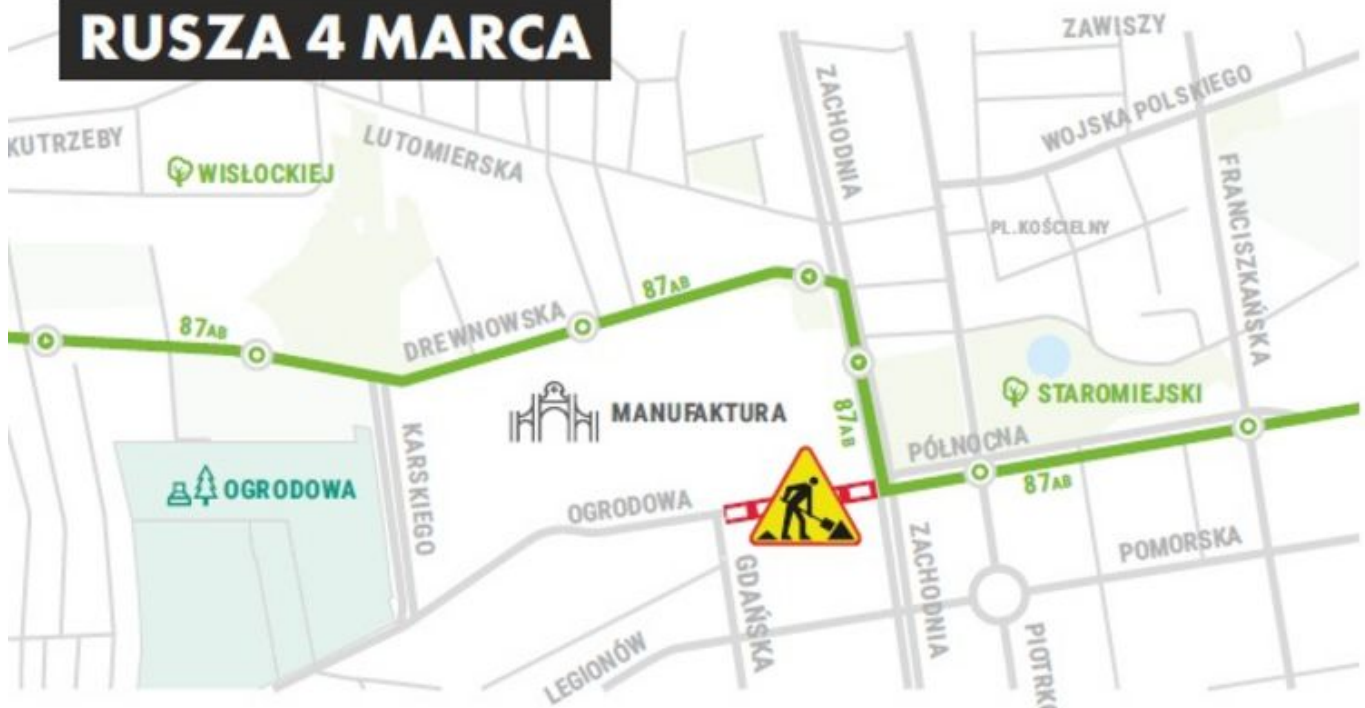 RUSZA 4 MARCA
ZAWISZY
ZACHODNIA
WOJSKA POLSKIEGO
KUTRZEBY
LUTOMIERSKA
WISŁOCKIEJ
FRANCISZKAŃSKA
PL. KOŚCIELNY
87AB
87AB
DREWNOWSKA
STAROMIEJSKI
MANUFAKTURA
87AB
KARSKIEGO
PÓŁNOCNA
87AB
OGRODOWA
OGRODOWA
ZACHODNIA
POMORSKA
GDAŃSKA
LEGIONÓW
PIOTRKO